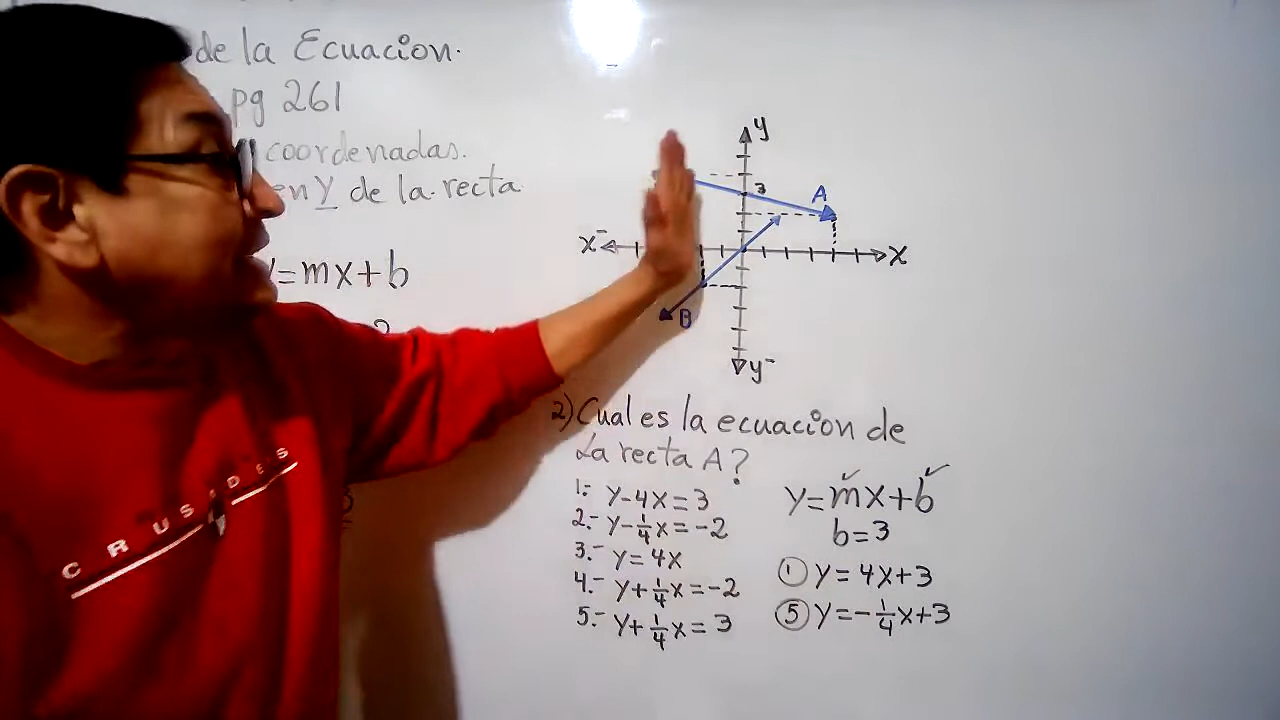 de la Ecuacion.
pg 261
coordenadas.
en Y de la recta
=mx+b
2
y
3
A
x⁻
x
B
y⁻
2) Cual es la ecuacion de
La recta A?
1.- y-4x=3
2.- y-1/4x=-2
3.- y=4x
4.- y+1/4x=-2
5.- y+1/4x=3
y=mx+b
b=3
① y=4x+3
⑤ y=-1/4x+3
CRUSADES